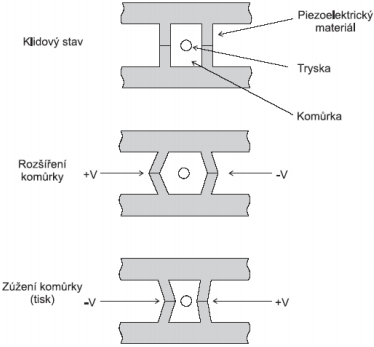 Piezoelektrický
materiál
Klidový stav
Tryska
Komůrka
Rozšíření
komůrky
+V
-V
Zúžení komůrky
(tisk)
-V
+V